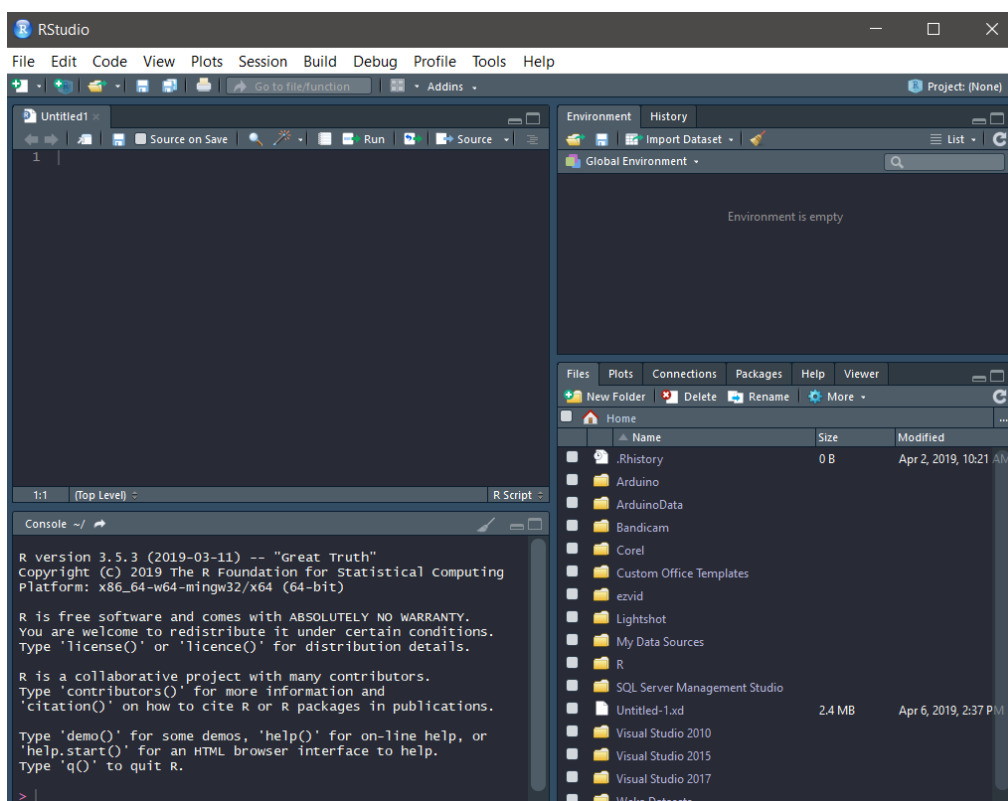 RStudio
File Edit Code View Plots Session Build Debug Profile Tools Help
Go to file/function Addins Project: (None)
Untitled1
Source on Save Run Source
1
1:1 (Top Level) R Script
Console ~/
R version 3.5.3 (2019-03-11) -- "Great Truth"
Copyright (C) 2019 The R Foundation for Statistical Computing
Platform: x86_64-w64-mingw32/x64 (64-bit)
R is free software and comes with ABSOLUTELY NO WARRANTY.
You are welcome to redistribute it under certain conditions.
Type 'license()' or 'licence()' for distribution details.
R is a collaborative project with many contributors.
Type 'contributors()' for more information and
'citation()' on how to cite R or R packages in publications.
Type 'demo()' for some demos, 'help()' for on-line help, or
'help.start()' for an HTML browser interface to help.
Type 'q()' to quit R.
>
Environment History
Import Dataset List
Global Environment
Environment is empty
Files Plots Connections Packages Help Viewer
New Folder Delete Rename More
Home ...
Name Size Modified
.Rhistory 0 B Apr 2, 2019, 10:21 AM
Arduino
ArduinoData
Bandicam
Corel
Custom Office Templates
ezvid
Lightshot
My Data Sources
R
SQL Server Management Studio
Untitled-1.xd 2.4 MB Apr 6, 2019, 2:37 PM
Visual Studio 2010
Visual Studio 2015
Visual Studio 2017